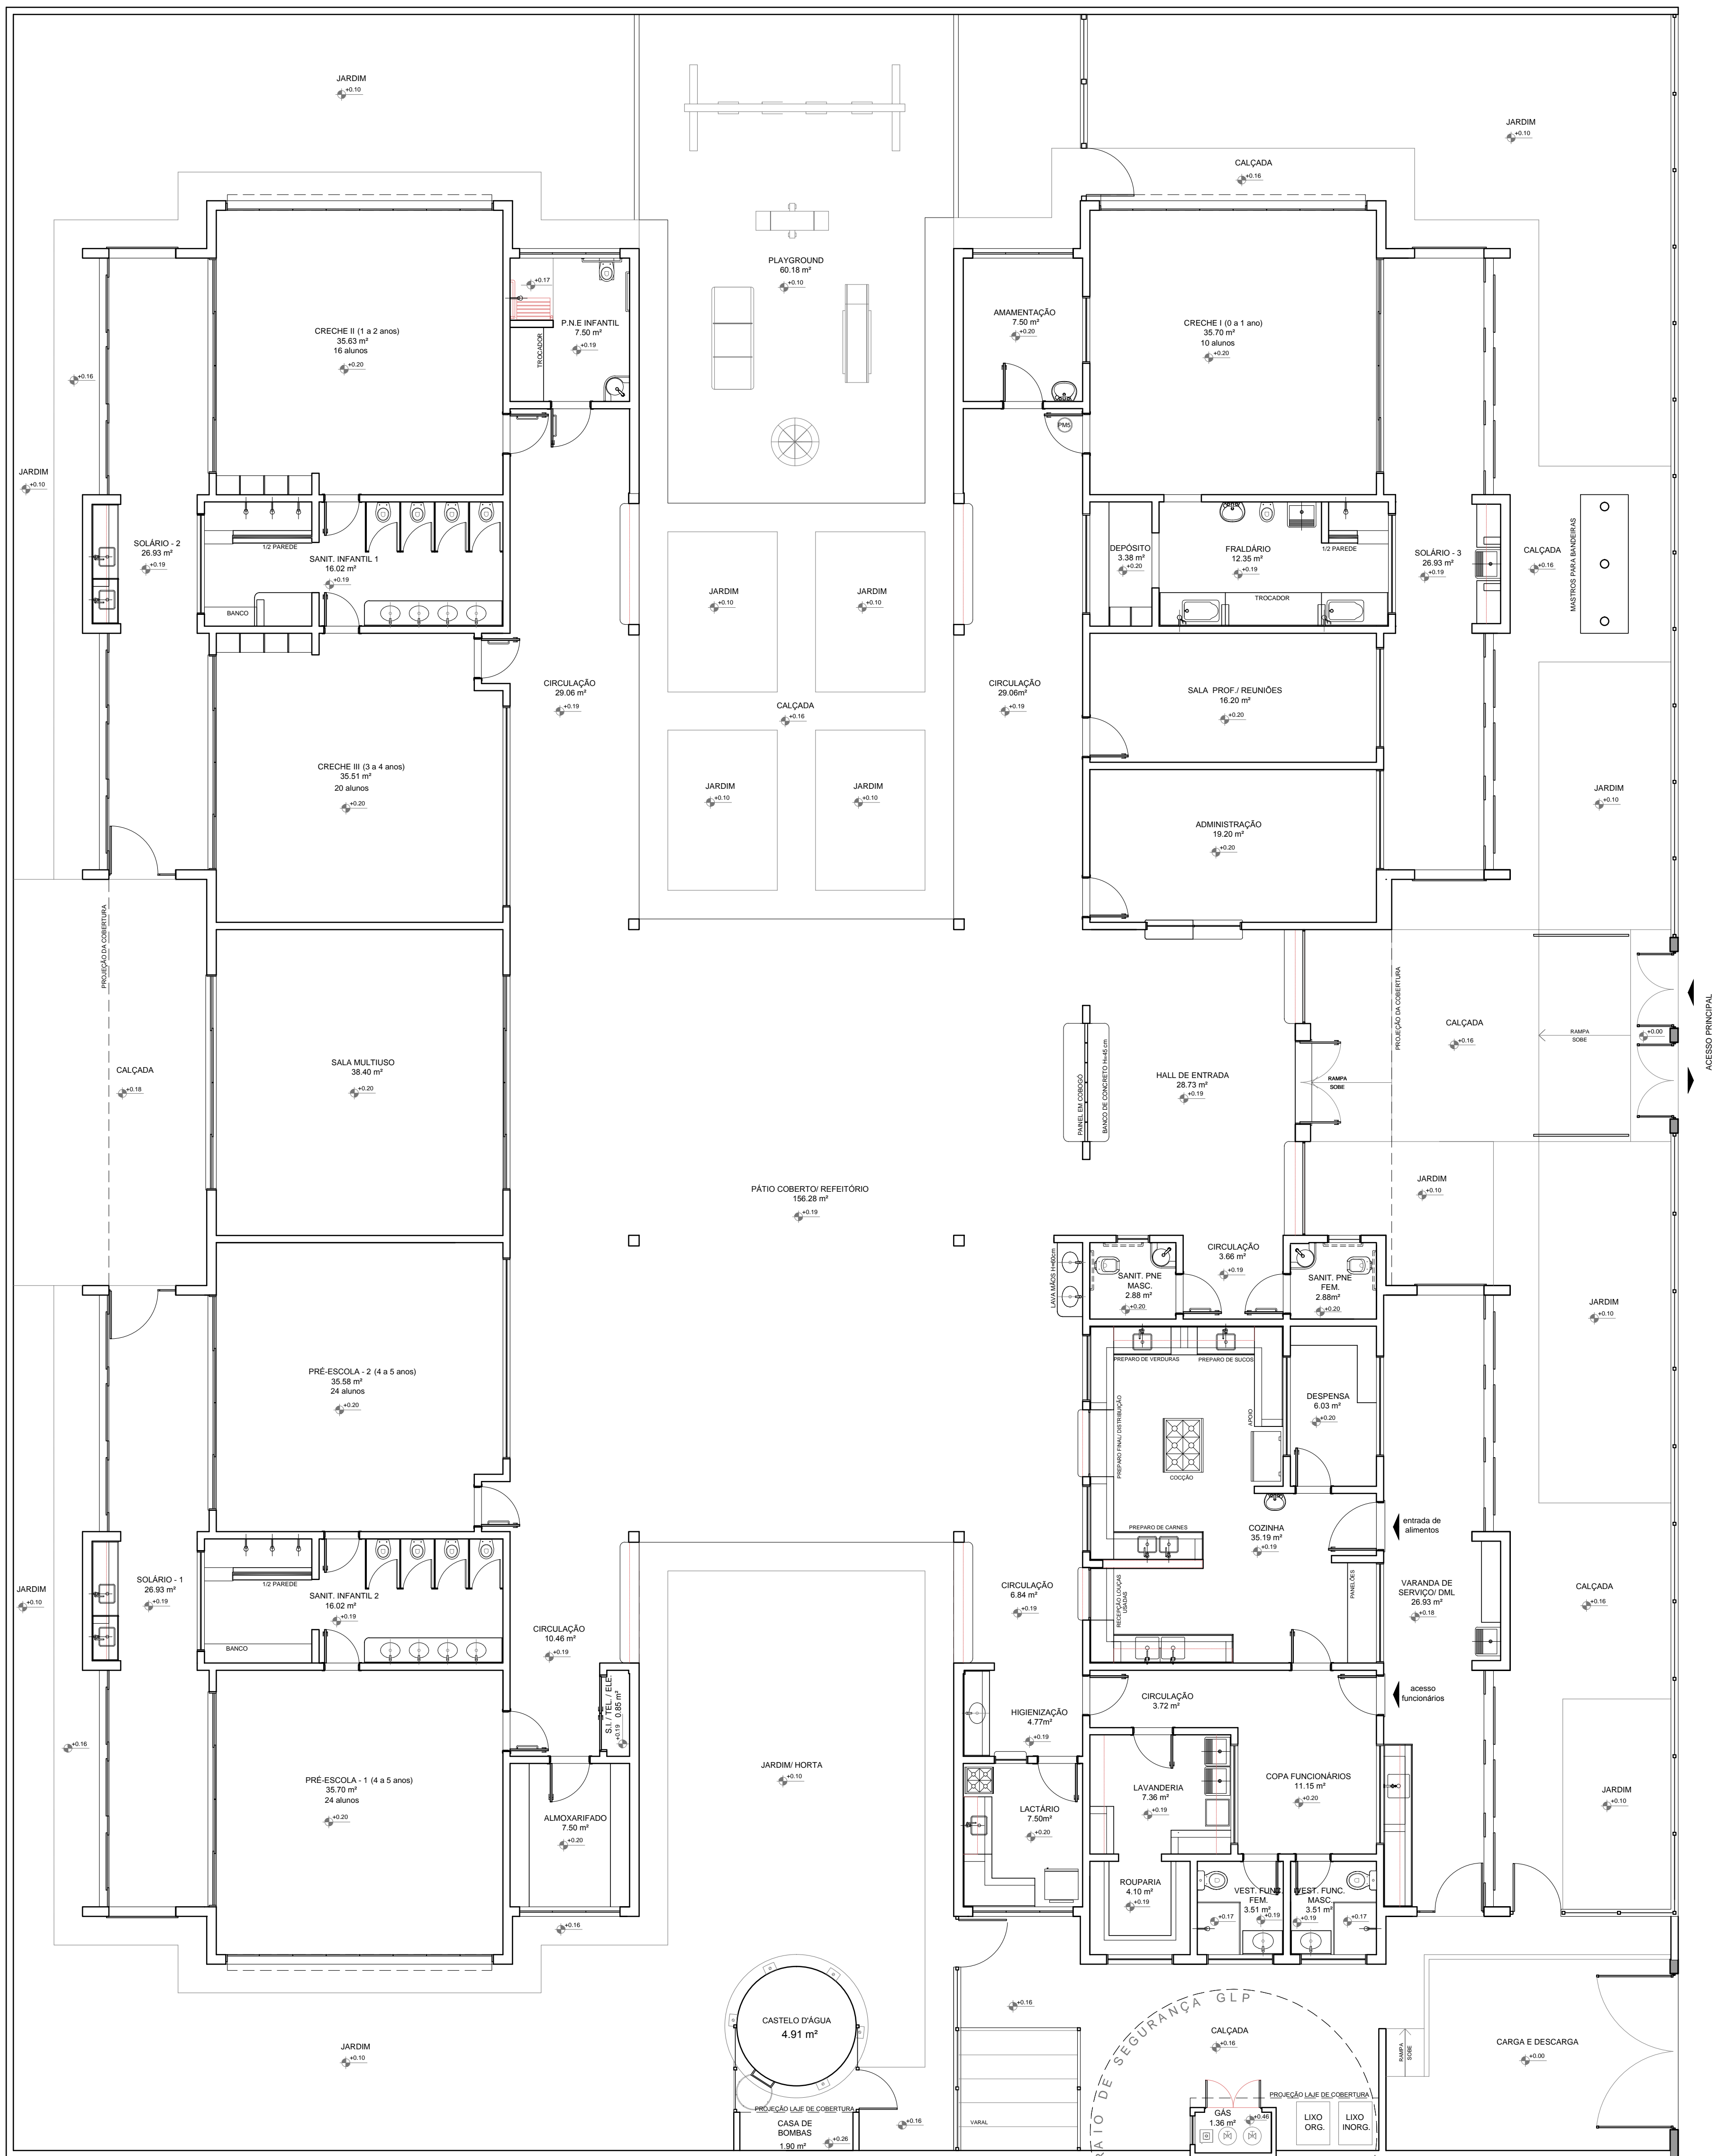 JARDIM
+0.10
JARDIM
+0.10
CALÇADA
+0.16
PLAYGROUND
60.18 m²
+0.10
+0.17
P.N.E INFANTIL
7.50 m²
+0.19
TROCADOR
AMAMENTAÇÃO
7.50 m²
+0.20
CRECHE II (1 a 2 anos)
35.63 m²
16 alunos
+0.20
CRECHE I (0 a 1 ano)
35.70 m²
10 alunos
+0.20
+0.16
PM5
JARDIM
+0.10
SOLÁRIO - 2
26.93 m²
+0.19
1/2 PAREDE
SANIT. INFANTIL 1
16.02 m²
+0.19
BANCO
DEPÓSITO
3.38 m²
+0.20
FRALDÁRIO
12.35 m²
+0.19
1/2 PAREDE
TROCADOR
SOLÁRIO - 3
26.93 m²
+0.19
CALÇADA
+0.16
MASTROS PARA BANDEIRAS
JARDIM
+0.10
JARDIM
+0.10
CIRCULAÇÃO
29.06 m²
+0.19
CALÇADA
+0.16
CIRCULAÇÃO
29.06m²
+0.19
SALA PROF./ REUNIÕES
16.20 m²
+0.20
CRECHE III (3 a 4 anos)
35.51 m²
20 alunos
+0.20
JARDIM
+0.10
JARDIM
+0.10
ADMINISTRAÇÃO
19.20 m²
+0.20
JARDIM
+0.10
PROJEÇÃO DA COBERTURA
CALÇADA
+0.18
SALA MULTIUSO
38.40 m²
+0.20
PAINEL EM COBOGÓ
BANCO DE CONCRETO H=45 cm
HALL DE ENTRADA
28.73 m²
+0.19
RAMPA
SOBE
PROJEÇÃO DA COBERTURA
CALÇADA
+0.16
RAMPA
SOBE
+0.00
ACESSO PRINCIPAL
PÁTIO COBERTO/ REFEITÓRIO
156.28 m²
+0.19
JARDIM
+0.10
LAVA MÃOS H=60cm
SANIT. PNE
MASC.
2.88 m²
+0.20
CIRCULAÇÃO
3.66 m²
+0.19
SANIT. PNE
FEM.
2.88m²
+0.20
JARDIM
+0.10
PRÉ-ESCOLA - 2 (4 a 5 anos)
35.58 m²
24 alunos
+0.20
PREPARO DE VERDURAS
PREPARO DE SUCOS
PREPARO FINAL/ DISTRIBUIÇÃO
APOIO
COCÇÃO
DESPENSA
6.03 m²
+0.20
PREPARO DE CARNES
COZINHA
35.19 m²
+0.19
entrada de
alimentos
JARDIM
+0.10
SOLÁRIO - 1
26.93 m²
+0.19
1/2 PAREDE
SANIT. INFANTIL 2
16.02 m²
+0.19
BANCO
CIRCULAÇÃO
10.46 m²
+0.19
CIRCULAÇÃO
6.84 m²
+0.19
RECEPÇÃO LOUÇAS
USADAS
PANELÕES
VARANDA DE
SERVIÇO/ DML
26.93 m²
+0.18
CALÇADA
+0.16
+0.16
S.I. / TEL. / ELE.
0.85 m²
+0.19
HIGIENIZAÇÃO
4.77m²
+0.19
CIRCULAÇÃO
3.72 m²
acesso
funcionários
PRÉ-ESCOLA - 1 (4 a 5 anos)
35.70 m²
24 alunos
+0.20
JARDIM/ HORTA
+0.10
ALMOXARIFADO
7.50 m²
+0.20
LACTÁRIO
7.50m²
+0.20
LAVANDERIA
7.36 m²
+0.19
COPA FUNCIONÁRIOS
11.15 m²
+0.20
JARDIM
+0.10
ROUPARIA
4.10 m²
+0.19
VEST. FUNC.
FEM.
3.51 m²
+0.19
+0.17
VEST. FUNC.
MASC.
3.51 m²
+0.19
+0.17
+0.16
+0.16
RAIO DE SEGURANÇA GLP
CASTELO D'ÁGUA
4.91 m²
CALÇADA
+0.16
RAMPA
SOBE
CARGA E DESCARGA
+0.00
JARDIM
+0.10
PROJEÇÃO LAJE DE COBERTURA
CASA DE
BOMBAS
1.90 m²
+0.26
+0.16
VARAL
PROJEÇÃO LAJE DE COBERTURA
GÁS
1.36 m²
+0.46
LIXO
ORG.
LIXO
INORG.